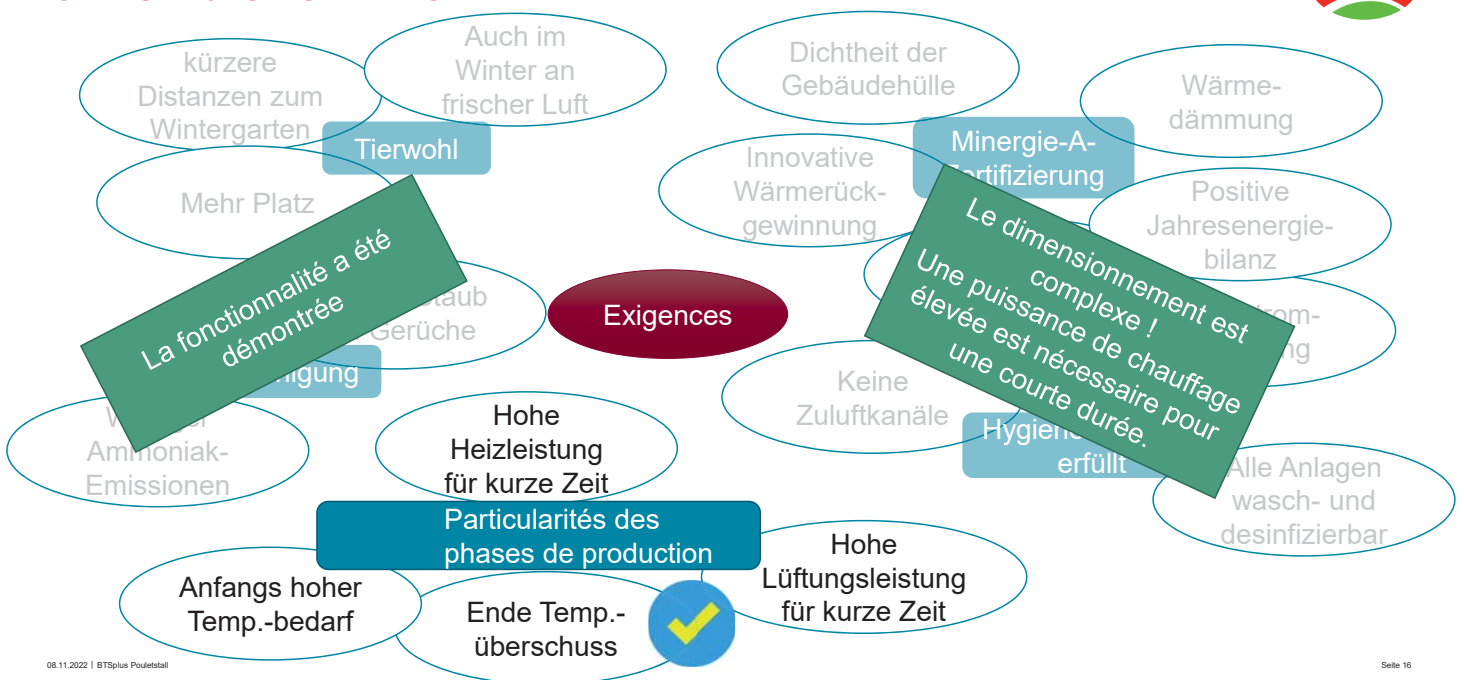 kürzere
Distanzen zum
Wintergarten
Auch im
Winter an
frischer Luft
Tierwohl
Mehr Platz
La fonctionnalité a été
démontrée
Gerüche
Ammoniak-
Emissionen
Dichtheit der
Gebäudehülle
Wärme-
dämmung
Minergie-A-
Zertifizierung
Innovative
Wärmerück-
gewinnung
Positive
Jahresenergie-
bilanz
Le dimensionnement est
complexe !
Une puissance de chauffage
élevée est nécessaire pour
une courte durée.
Exigences
Keine
Zuluftkanäle
erfüllt
Alle Anlagen
wasch- und
desinfizierbar
Hohe
Heizleistung
für kurze Zeit
Particularités des
phases de production
Anfangs hoher
Temp.-bedarf
Ende Temp.-
überschuss
Hohe
Lüftungsleistung
für kurze Zeit
08.11.2022 | BTSplus Pouletstall
Seite 16